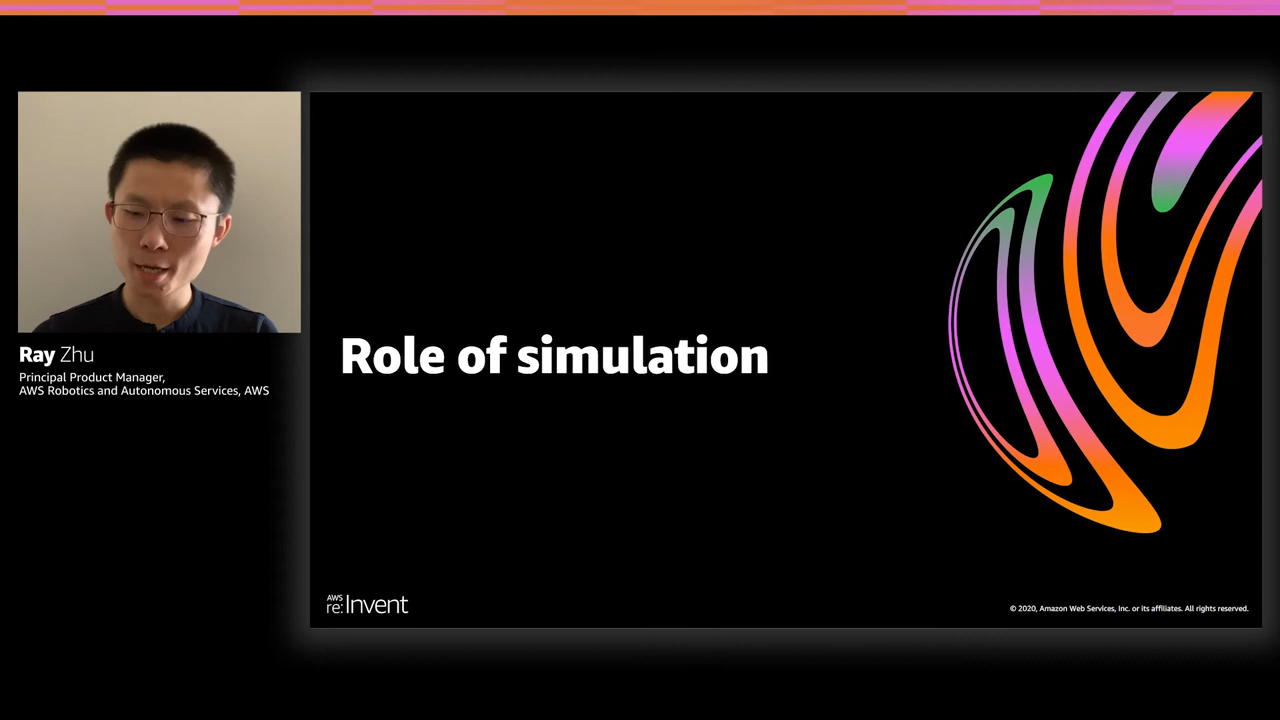 Ray Zhu
Principal Product Manager,
AWS Robotics and Autonomous Services, AWS
Role of simulation
AWS
re:Invent
© 2020, Amazon Web Services, Inc. or its affiliates. All rights reserved.